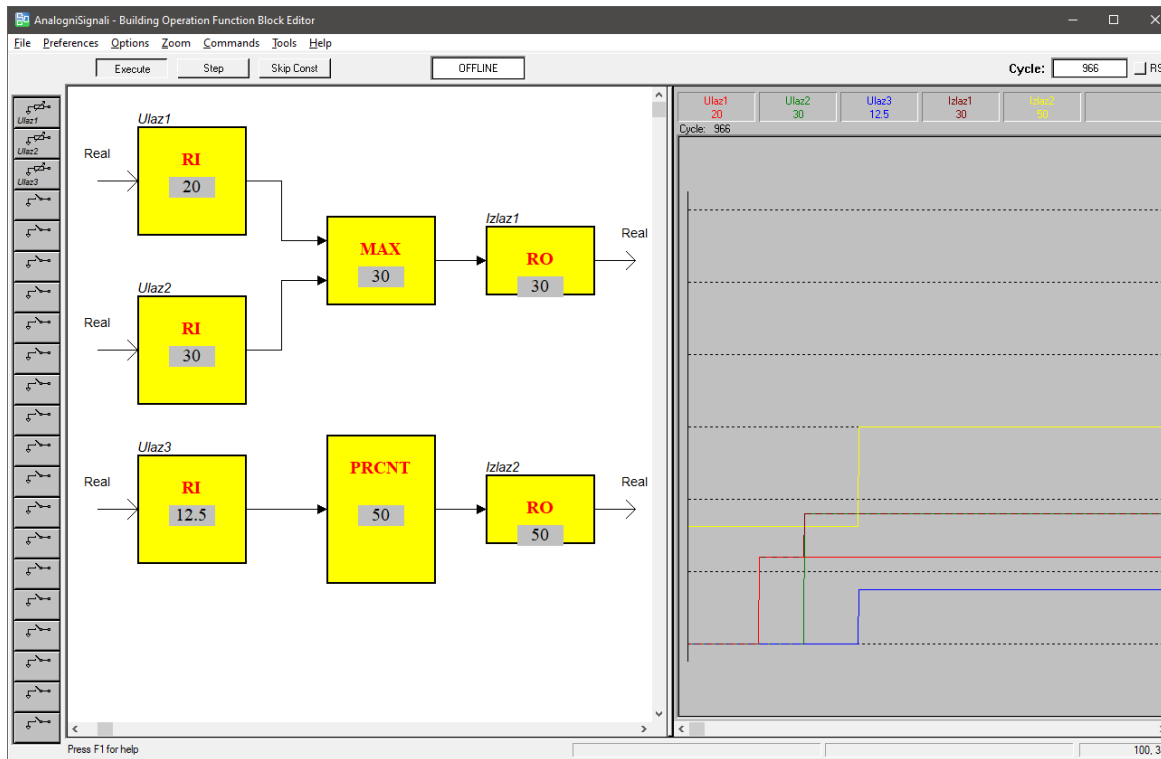 AnalogniSignali - Building Operation Function Block Editor
File Preferences Options Zoom Commands Tools Help
Execute Step Skip Const OFFLINE Cycle: 966
Ulaz1
Ulaz2
Ulaz3
Ulaz1
Real
RI
20
Ulaz2
Real
RI
30
MAX
30
Izlaz1
RO
30
Real
Ulaz3
Real
RI
12.5
PRCNT
50
Izlaz2
RO
50
Real
Ulaz1 Ulaz2 Ulaz3 Izlaz1 Izlaz2
20 30 12.5 30 50
Cycle: 966
Press F1 for help
100, 3